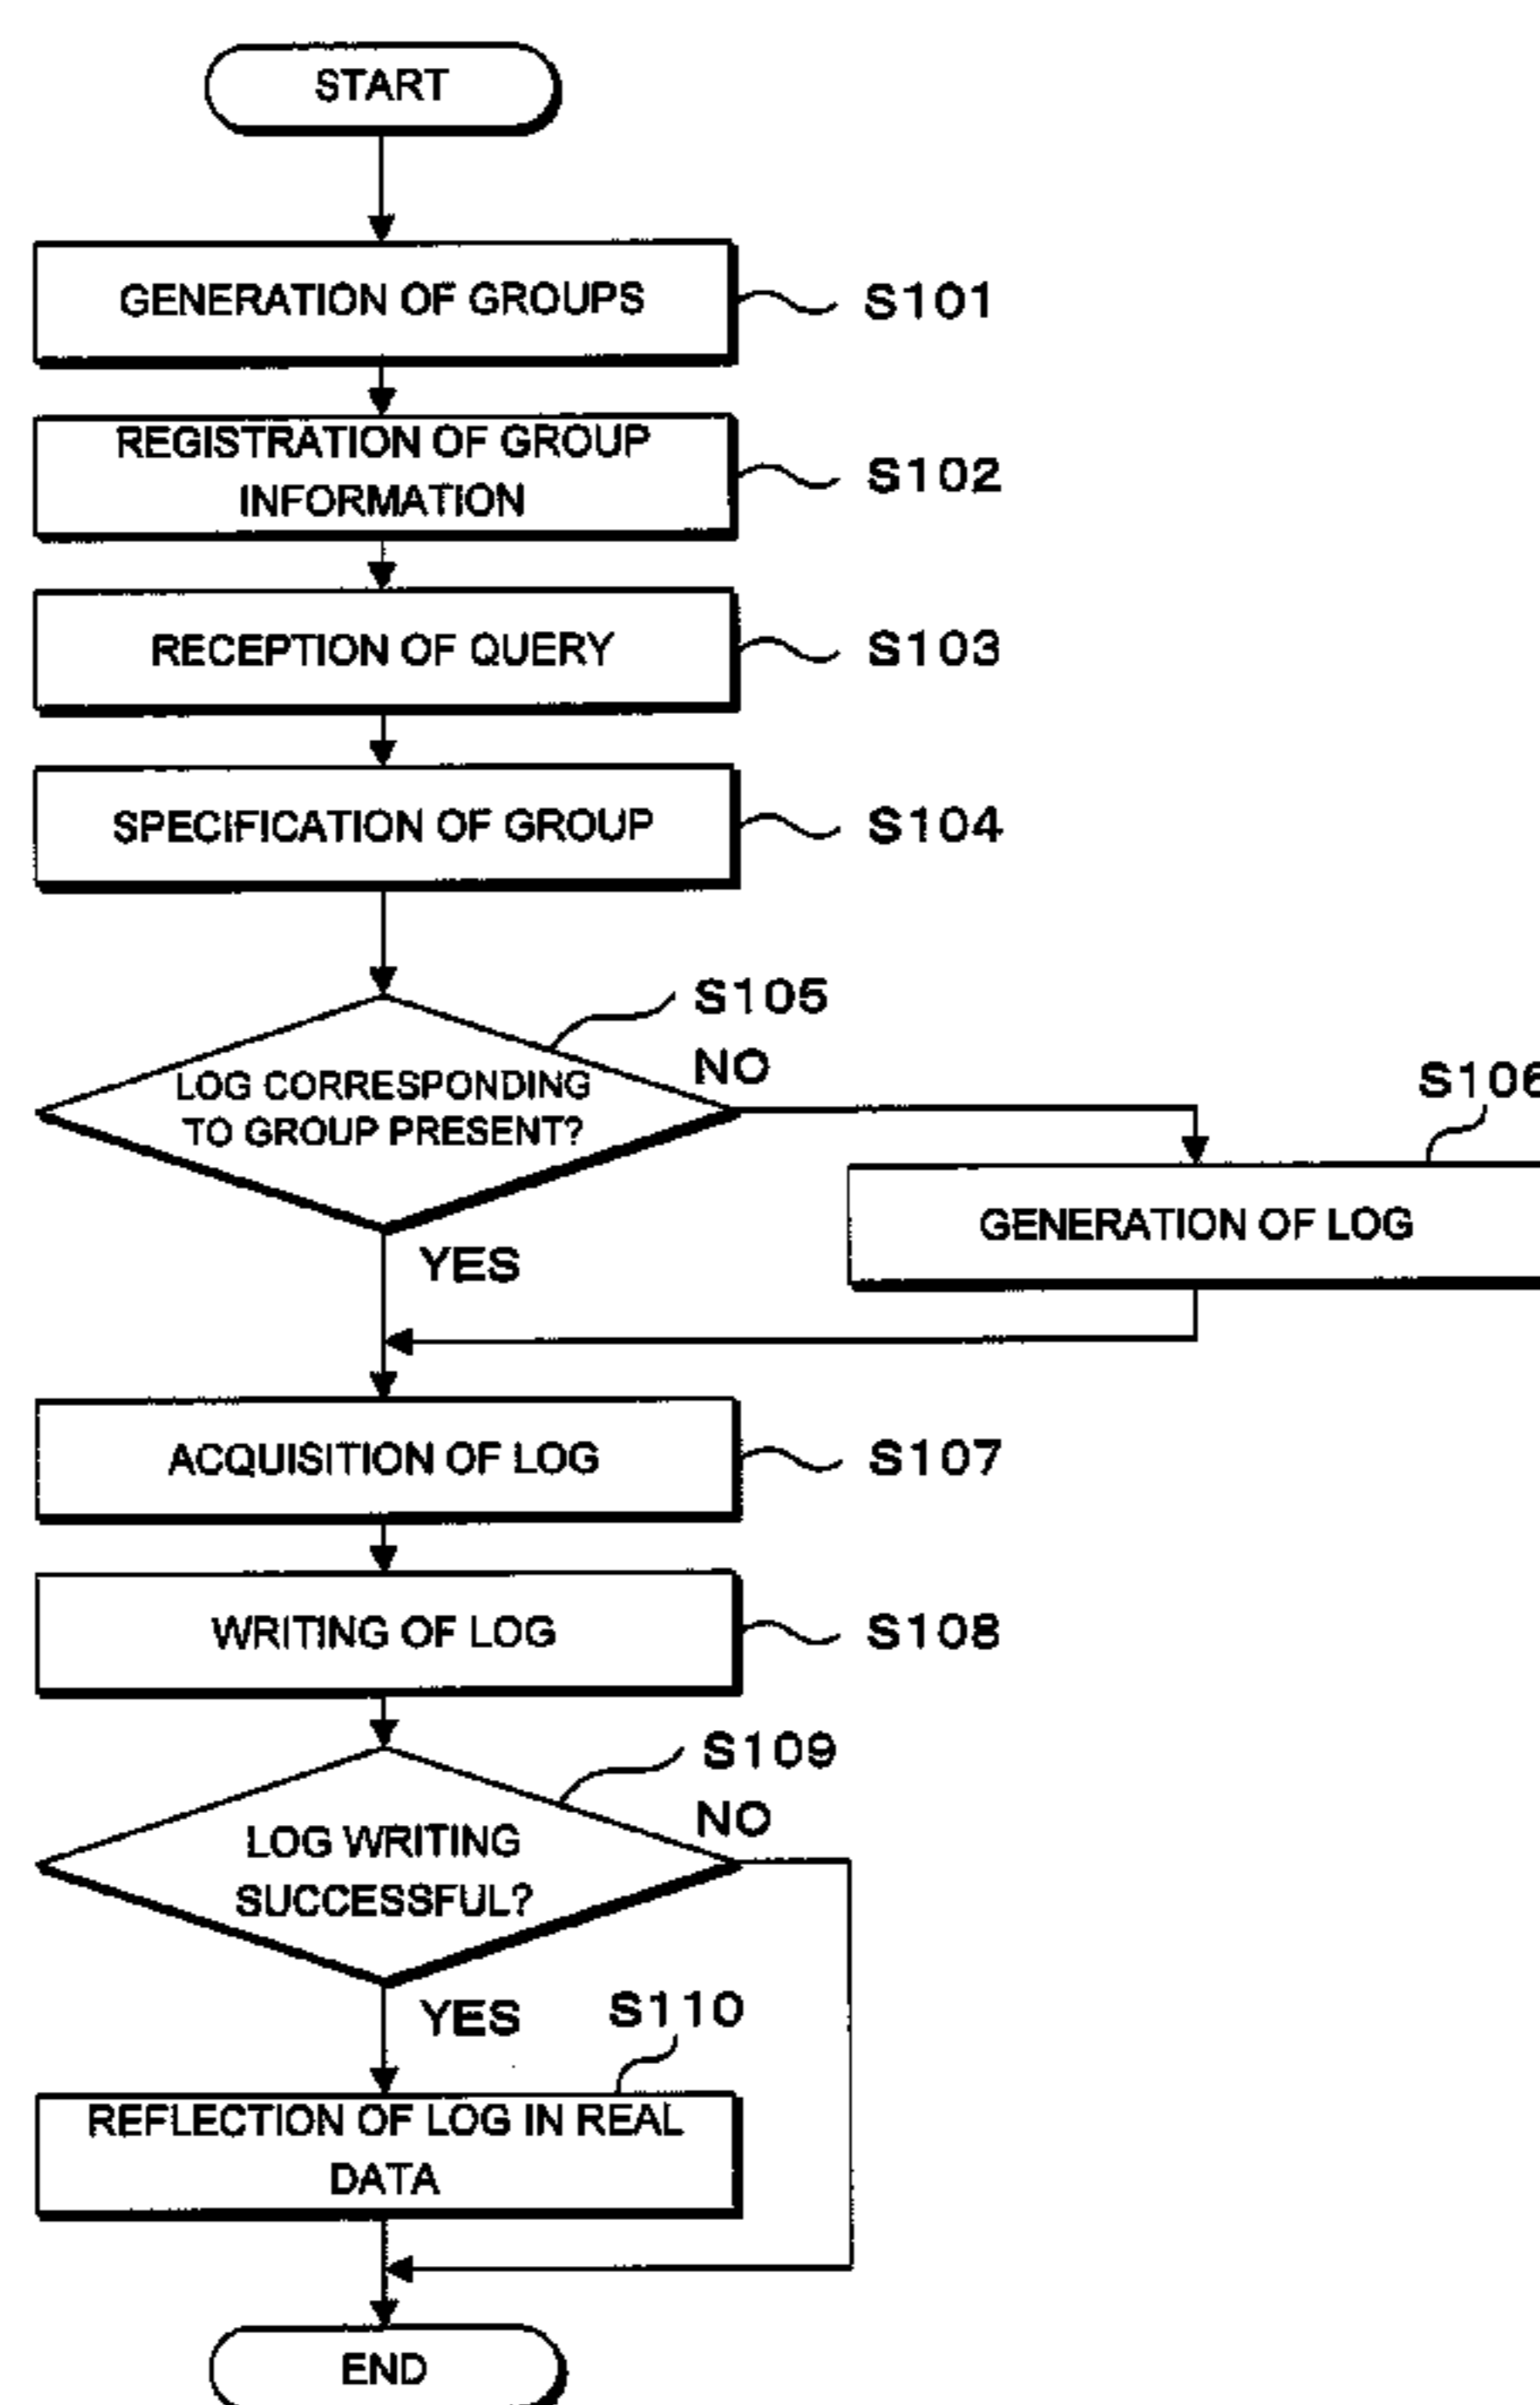 START
GENERATION OF GROUPS
S101
REGISTRATION OF GROUP
INFORMATION
S102
RECEPTION OF QUERY
S103
SPECIFICATION OF GROUP
S104
S105
LOG CORRESPONDING
TO GROUP PRESENT?
NO
S106
GENERATION OF LOG
YES
ACQUISITION OF LOG
S107
WRITING OF LOG
S108
S109
LOG WRITING
SUCCESSFUL?
NO
YES
S110
REFLECTION OF LOG IN REAL
DATA
END